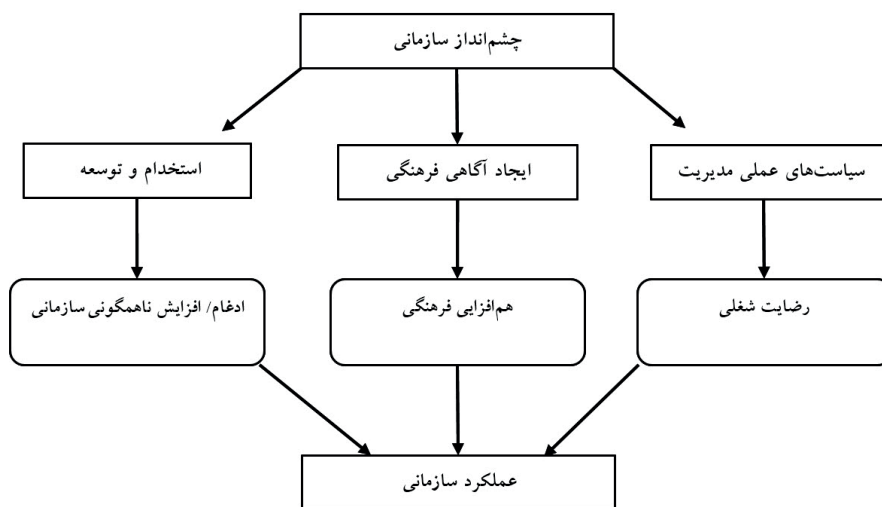 چشم‌انداز سازمانی
سیاست‌های عملی مدیریت
ایجاد آگاهی فرهنگی
استخدام و توسعه
رضایت شغلی
هم‌افزایی فرهنگی
ادغام/ افزایش ناهمگونی سازمانی
عملکرد سازمانی